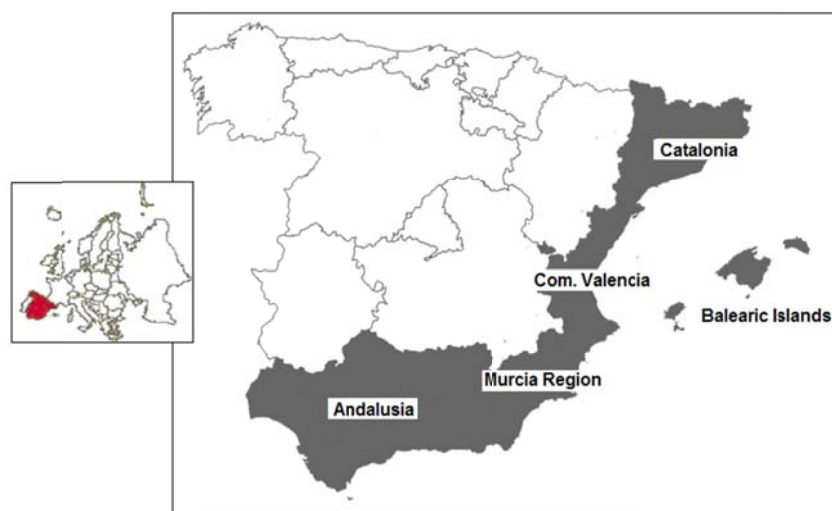 Catalonia
Com. Valencia
Balearic Islands
Murcia Region
Andalusia